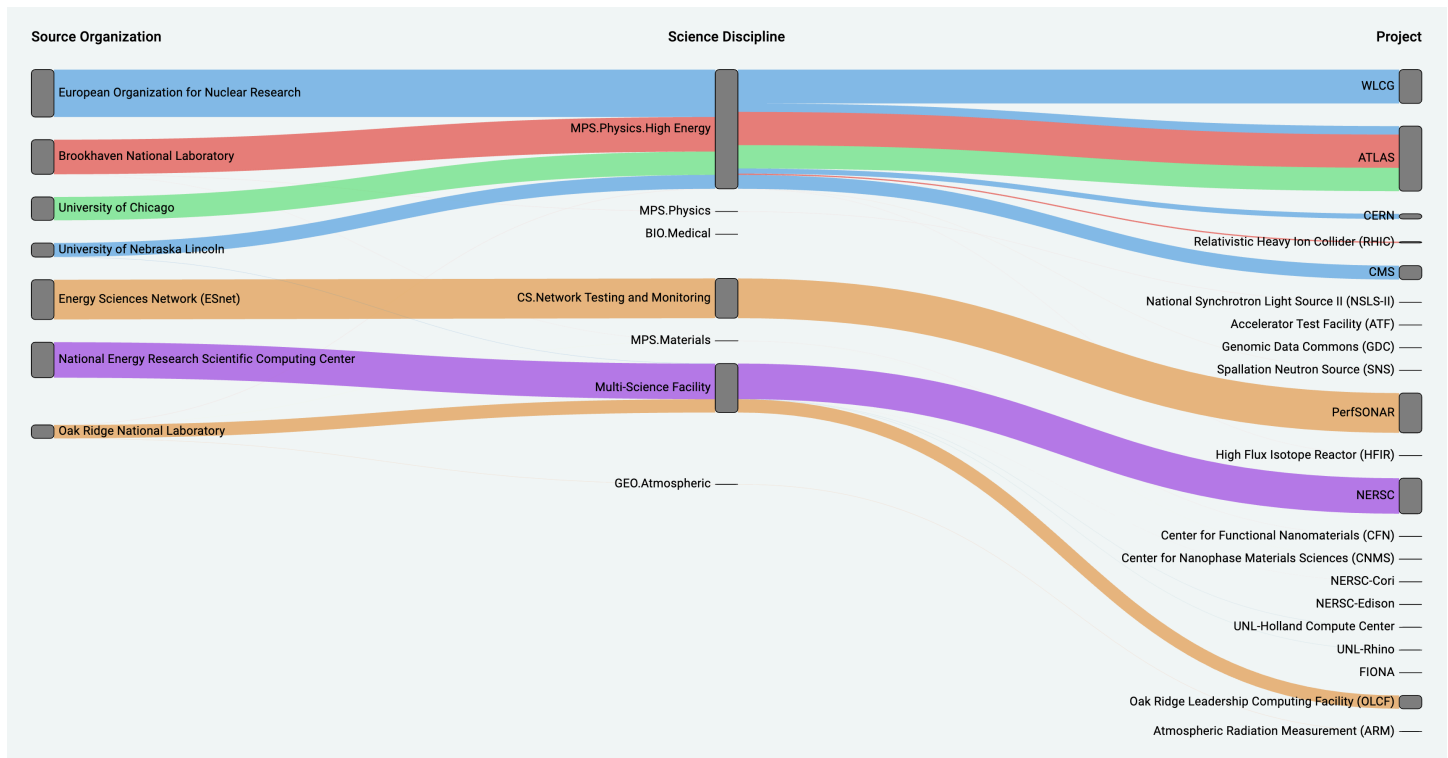 Source Organization
Science Discipline
Project
European Organization for Nuclear Research
Brookhaven National Laboratory
University of Chicago
University of Nebraska Lincoln
Energy Sciences Network (ESnet)
National Energy Research Scientific Computing Center
Oak Ridge National Laboratory
MPS.Physics.High Energy
MPS.Physics
BIO.Medical
CS.Network Testing and Monitoring
MPS.Materials
Multi-Science Facility
GEO.Atmospheric
WLCG
ATLAS
CERN
Relativistic Heavy Ion Collider (RHIC)
CMS
National Synchrotron Light Source II (NSLS-II)
Accelerator Test Facility (ATF)
Genomic Data Commons (GDC)
Spallation Neutron Source (SNS)
PerfSONAR
High Flux Isotope Reactor (HFIR)
NERSC
Center for Functional Nanomaterials (CFN)
Center for Nanophase Materials Sciences (CNMS)
NERSC-Cori
NERSC-Edison
UNL-Holland Compute Center
UNL-Rhino
FIONA
Oak Ridge Leadership Computing Facility (OLCF)
Atmospheric Radiation Measurement (ARM)